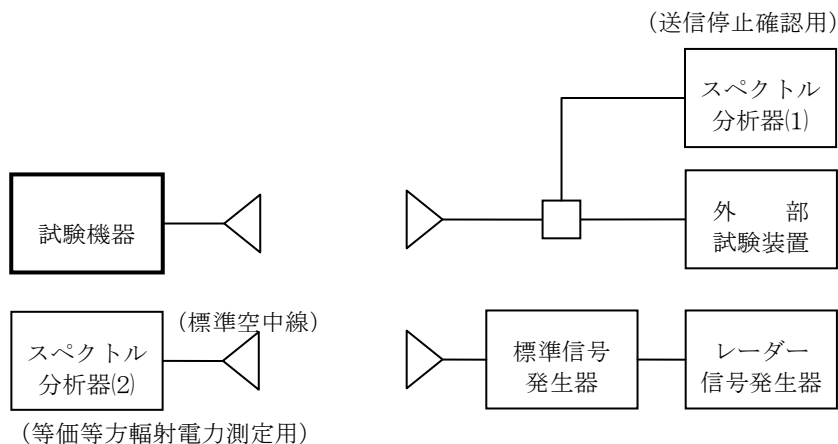 (送信停止確認用)
スペクトル
分析器⑴
試験機器
外　　部
試験装置
(標準空中線)
スペクトル
分析器⑵
標準信号
発生器
レーダー
信号発生器
(等価等方輻射電力測定用)